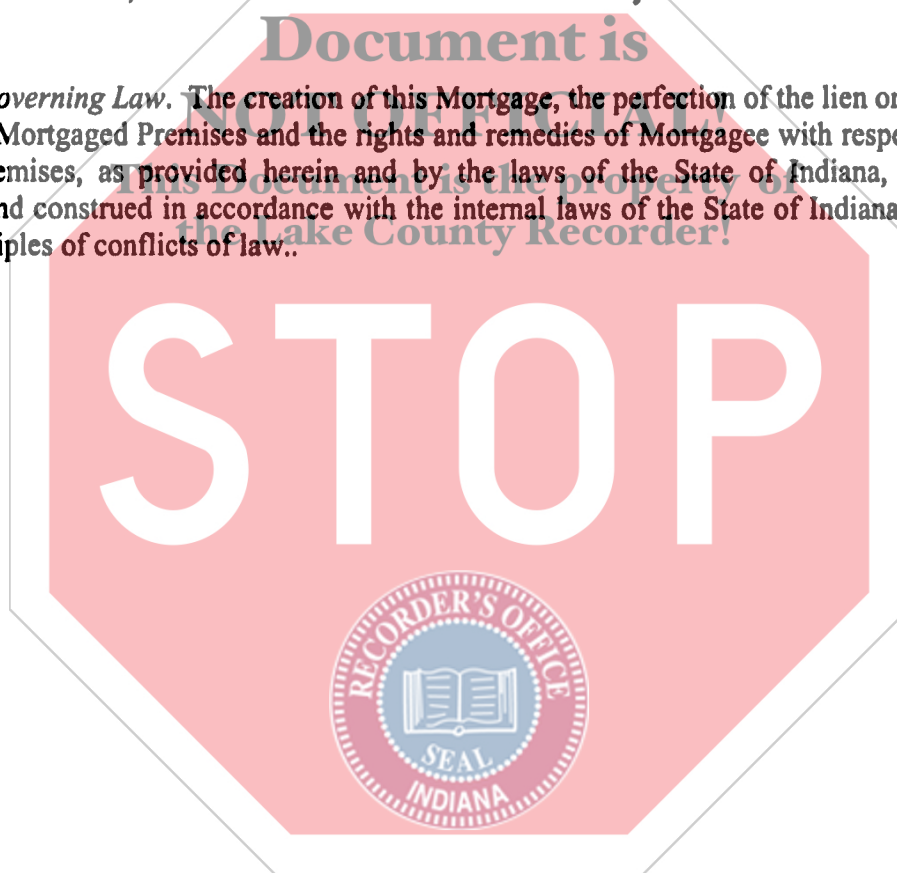 Document is
overning Law. The creation of this Mortgage, the perfection of the lien or
NOT OFFICIAL!
Mortgaged Premises and the rights and remedies of Mortgagee with respe
emises, as provided herein and by the laws of the State of Indiana,
This Document is the property of
nd construed in accordance with the internal laws of the State of Indiana
the Lake County Recorder!
iples of conflicts of law..
STOP
RECORDER'S OFFICE
SEAL
INDIANA